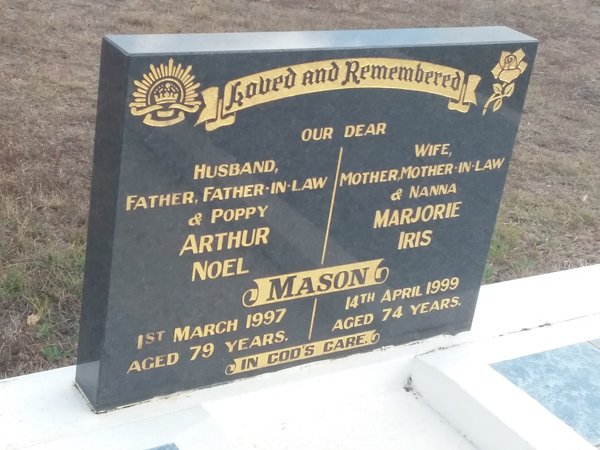 Loved and Remembered
OUR DEAR
HUSBAND,
FATHER, FATHER-IN-LAW
& POPPY
ARTHUR
NOEL
WIFE,
MOTHER, MOTHER-IN-LAW
& NANNA
MARJORIE
IRIS
MASON
1ST MARCH 1997
AGED 79 YEARS.
14TH APRIL 1999
AGED 74 YEARS.
IN GOD'S CARE.